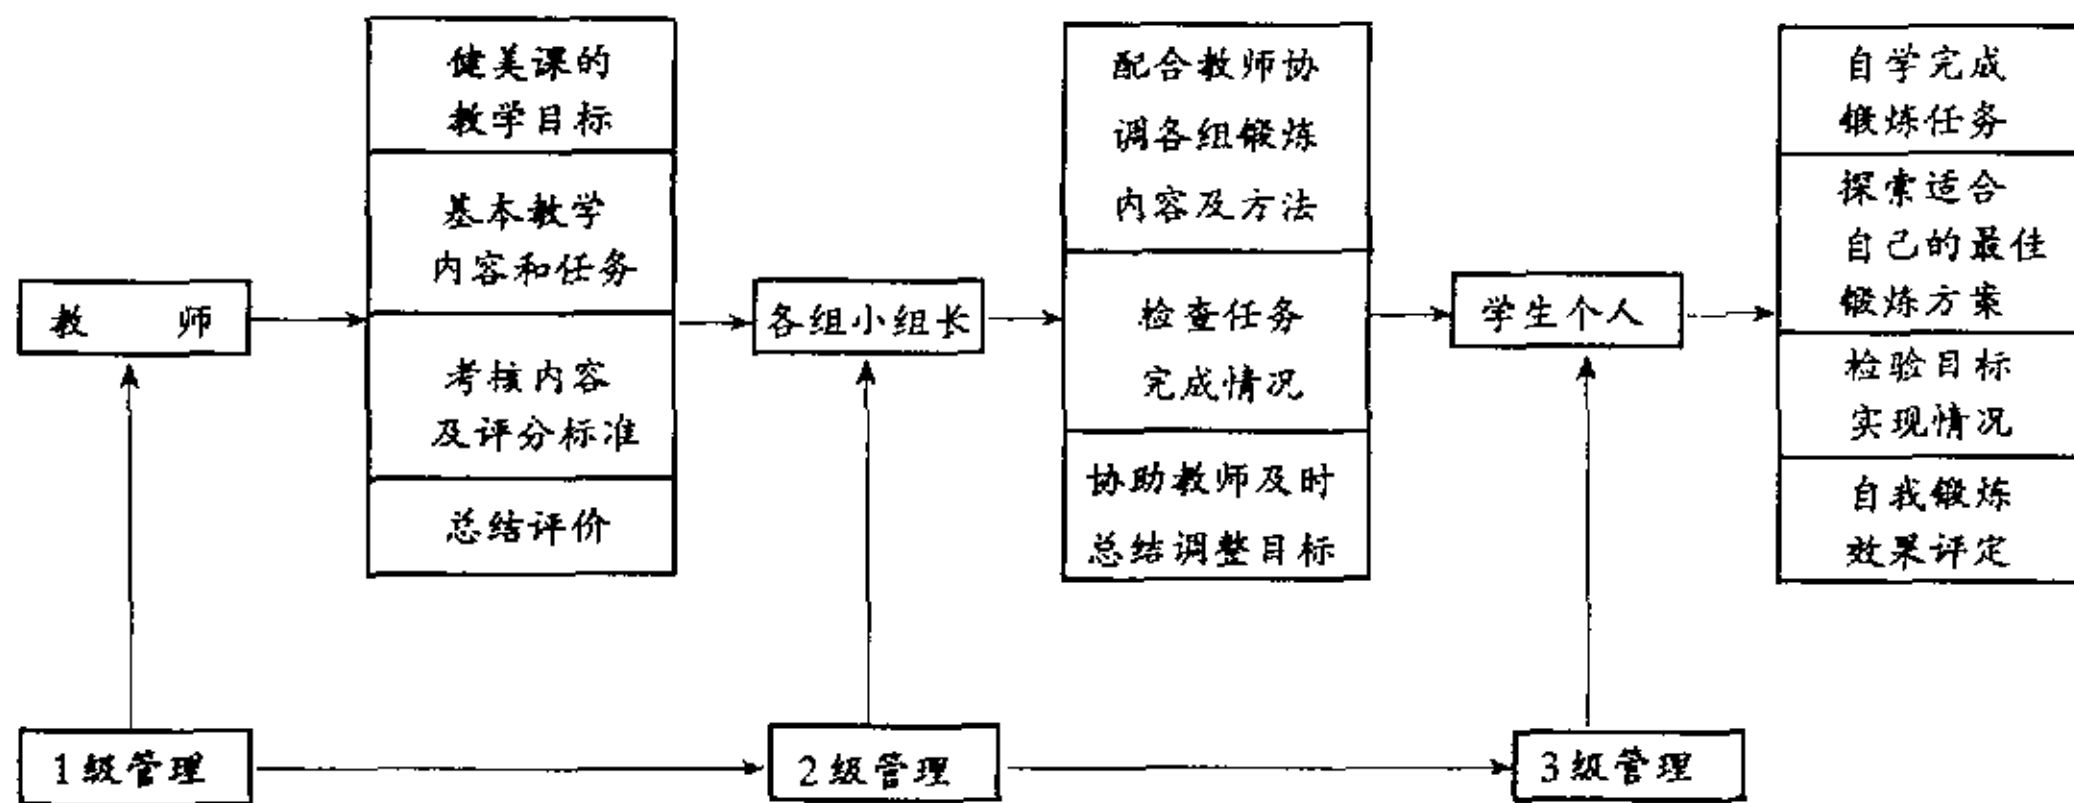 健美课的
教学目标
基本教学
内容和任务
考核内容
及评分标准
总结评价
教 师
各组小组长
配合教师协
调各组锻炼
内容及方法
检查任务
完成情况
协助教师及时
总结调整目标
学生个人
自学完成
锻炼任务
探索适合
自己的最佳
锻炼方案
检验目标
实现情况
自我锻炼
效果评定
1级管理
2级管理
3级管理